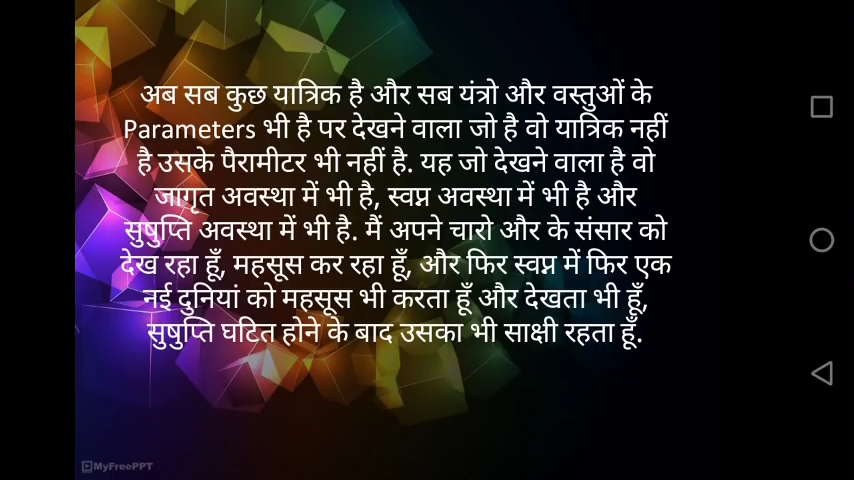 अब सब कुछ यात्रिक है और सब यंत्रो और वस्तुओं के
Parameters भी है पर देखने वाला जो है वो यात्रिक नहीं
है उसके पैरामीटर भी नहीं है. यह जो देखने वाला है वो
जागृत अवस्था में भी है, स्वप्न अवस्था में भी है और
सुषुप्ति अवस्था में भी है. मैं अपने चारो और के संसार को
देख रहा हूँ, महसूस कर रहा हूँ, और फिर स्वप्न में फिर एक
नई दुनियां को महसूस भी करता हूँ और देखता भी हूँ,
सुषुप्ति घटित होने के बाद उसका भी साक्षी रहता हूँ.
MyFreePPT